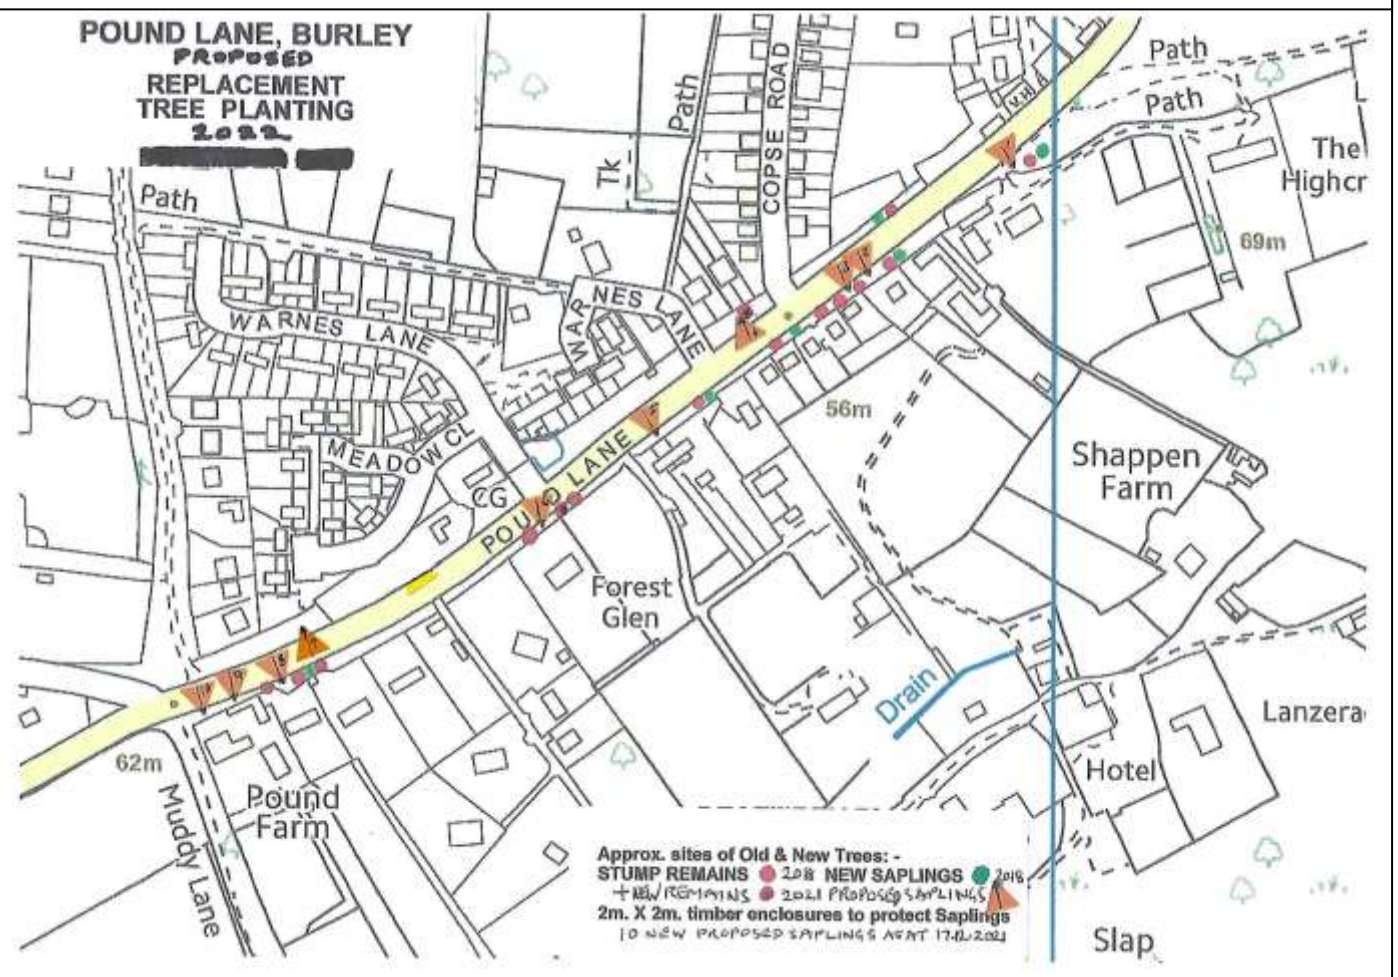 POUND LANE, BURLEY
PROPOSED
REPLACEMENT
TREE PLANTING
2022
Path
Path
Path
Path
Tk
COPSE ROAD
V.H
The
Highcr
69m
WARNES LANE
WARNES LANE
MEADOW CL
CG
POUND LANE
56m
Shappen
Farm
Forest
Glen
Drain
Lanzera
Hotel
62m
Muddy Lane
Pound
Farm
Slap
Approx. sites of Old & New Trees: -
STUMP REMAINS 2018 NEW SAPLINGS 2018
+ NEW REMAINS 2021 PROPOSED SAPLINGS
2m. X 2m. timber enclosures to protect Saplings
10 NEW PROPOSED SAPLINGS AS AT 17.12.2021